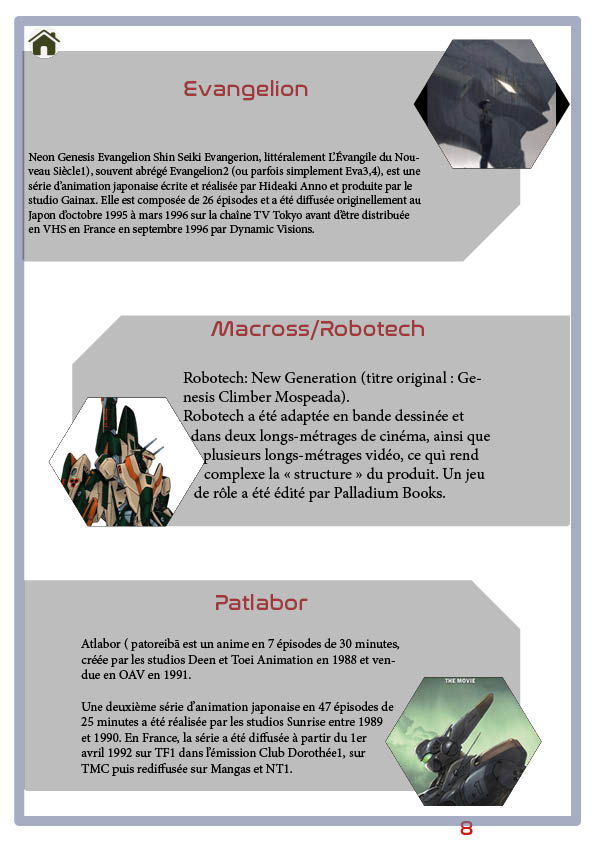 Evangelion
Neon Genesis Evangelion Shin Seiki Evangerion, littéralement L’Évangile du Nou-
veau Siècle1), souvent abrégé Evangelion2 (ou parfois simplement Eva3,4), est une
série d’animation japonaise écrite et réalisée par Hideaki Anno et produite par le
studio Gainax. Elle est composée de 26 épisodes et a été diffusée originellement au
Japon d’octobre 1995 à mars 1996 sur la chaîne TV Tokyo avant d’être distribuée
en VHS en France en septembre 1996 par Dynamic Visions.
Macross/Robotech
Robotech: New Generation (titre original : Ge-
nesis Climber Mospeada).
Robotech a été adaptée en bande dessinée et
dans deux longs-métrages de cinéma, ainsi que
plusieurs longs-métrages vidéo, ce qui rend
complexe la « structure » du produit. Un jeu
de rôle a été édité par Palladium Books.
Patlabor
Atlabor ( patoreibā est un anime en 7 épisodes de 30 minutes,
créée par les studios Deen et Toei Animation en 1988 et ven-
due en OAV en 1991.
Une deuxième série d’animation japonaise en 47 épisodes de
25 minutes a été réalisée par les studios Sunrise entre 1989
et 1990. En France, la série a été diffusée à partir du 1er
avril 1992 sur TF1 dans l’émission Club Dorothée1, sur
TMC puis rediffusée sur Mangas et NT1.
THE MOVIE
8